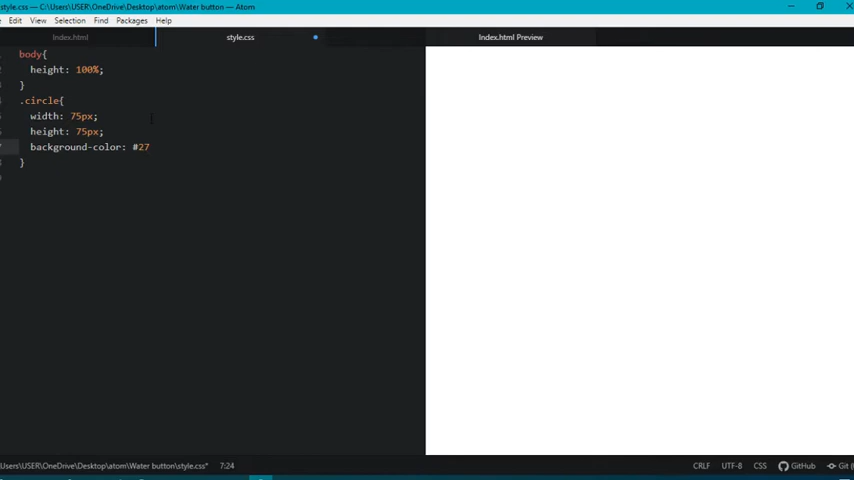 style.css — C:\Users\USER\OneDrive\Desktop\atom\Water button — Atom
Edit View Selection Find Packages Help
Index.html style.css Index.html Preview
body{
height: 100%;
}
.circle{
width: 75px;
height: 75px;
background-color: #27
}
Users\USER\OneDrive\Desktop\atom\Water button\style.css* 7:24 CRLF UTF-8 CSS GitHub Git